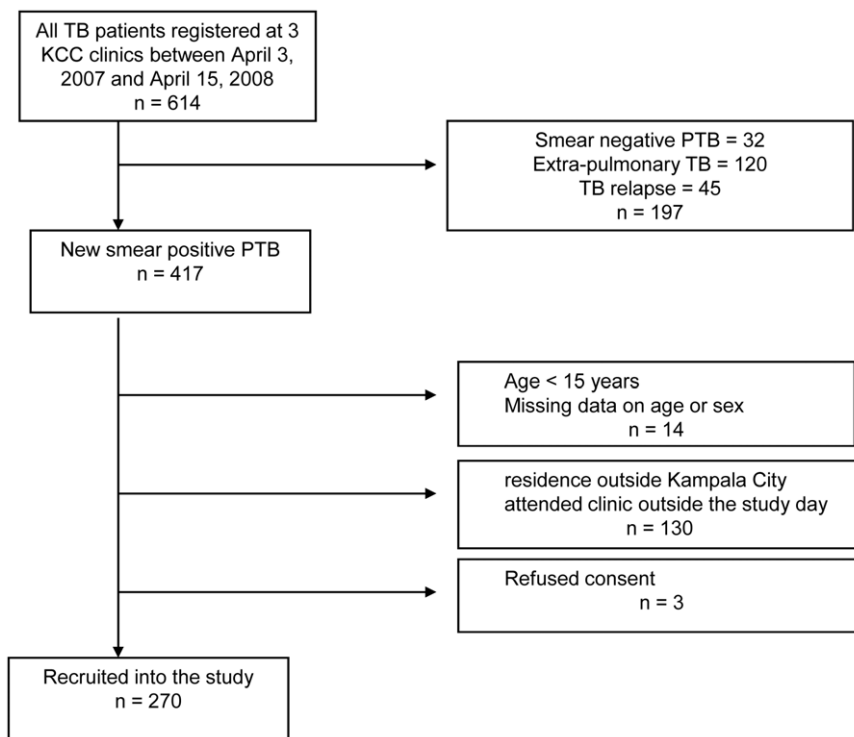 All TB patients registered at 3
KCC clinics between April 3,
2007 and April 15, 2008
n = 614
Smear negative PTB = 32
Extra-pulmonary TB = 120
TB relapse = 45
n = 197
New smear positive PTB
n = 417
Age < 15 years
Missing data on age or sex
n = 14
residence outside Kampala City
attended clinic outside the study day
n = 130
Refused consent
n = 3
Recruited into the study
n = 270